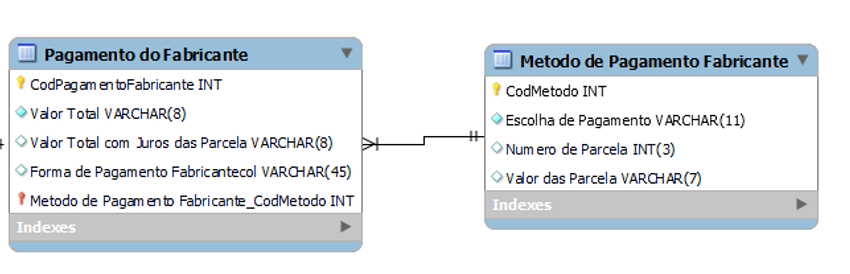 Pagamento do Fabricante
CodPagamentoFabricante INT
Valor Total VARCHAR(8)
Valor Total com Juros das Parcela VARCHAR(8)
Forma de Pagamento Fabricantecol VARCHAR(45)
Metodo de Pagamento Fabricante_CodMetodo INT
Indexes
Metodo de Pagamento Fabricante
CodMetodo INT
Escolha de Pagamento VARCHAR(11)
Numero de Parcela INT(3)
Valor das Parcela VARCHAR(7)
Indexes